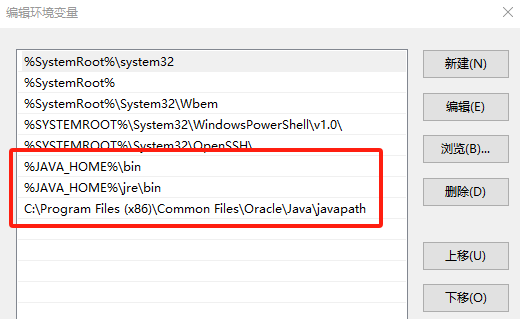 编辑环境变量
%SystemRoot%\system32
%SystemRoot%
%SystemRoot%\System32\Wbem
%SYSTEMROOT%\System32\WindowsPowerShell\v1.0\
%SYSTEMROOT%\System32\OpenSSH\
%JAVA_HOME%\bin
%JAVA_HOME%\jre\bin
C:\Program Files (x86)\Common Files\Oracle\Java\javapath
新建(N)
编辑(E)
浏览(B)...
删除(D)
上移(U)
下移(O)